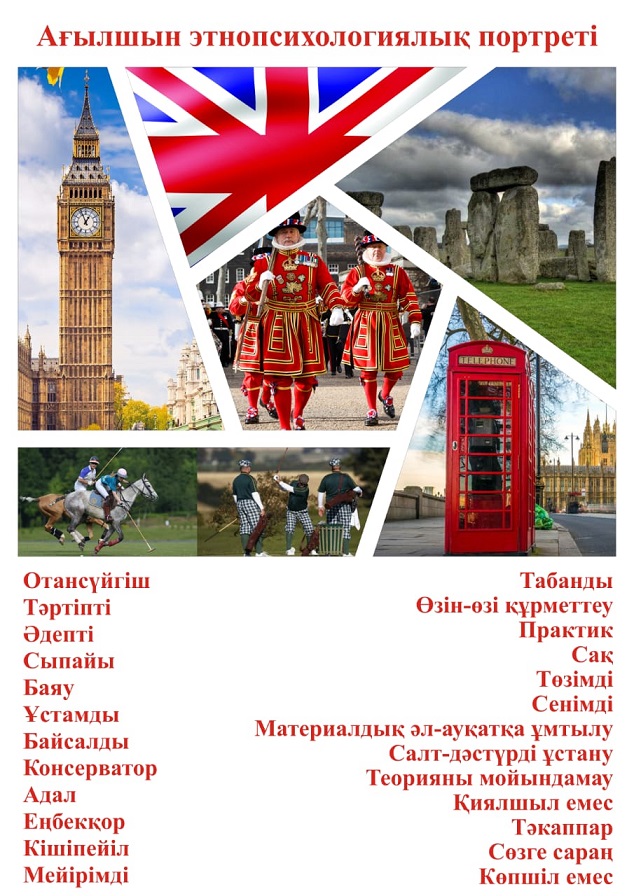 Ағылшын этнопсихологиялық портреті
TELEPHONE
Отансүйгіш
Тәртіпті
Әдепті
Сыпайы
Баяу
Ұстамды
Байсалды
Консерватор
Адал
Еңбекқор
Кішіпейіл
Мейірімді
Табанды
Өзін-өзі құрметтеу
Практик
Сақ
Төзімді
Сенімді
Материалдық әл-ауқатқа ұмтылу
Салт-дәстүрді ұстану
Теорияны мойындамау
Қиялшыл емес
Тәкаппар
Сөзге сараң
Көпшіл емес